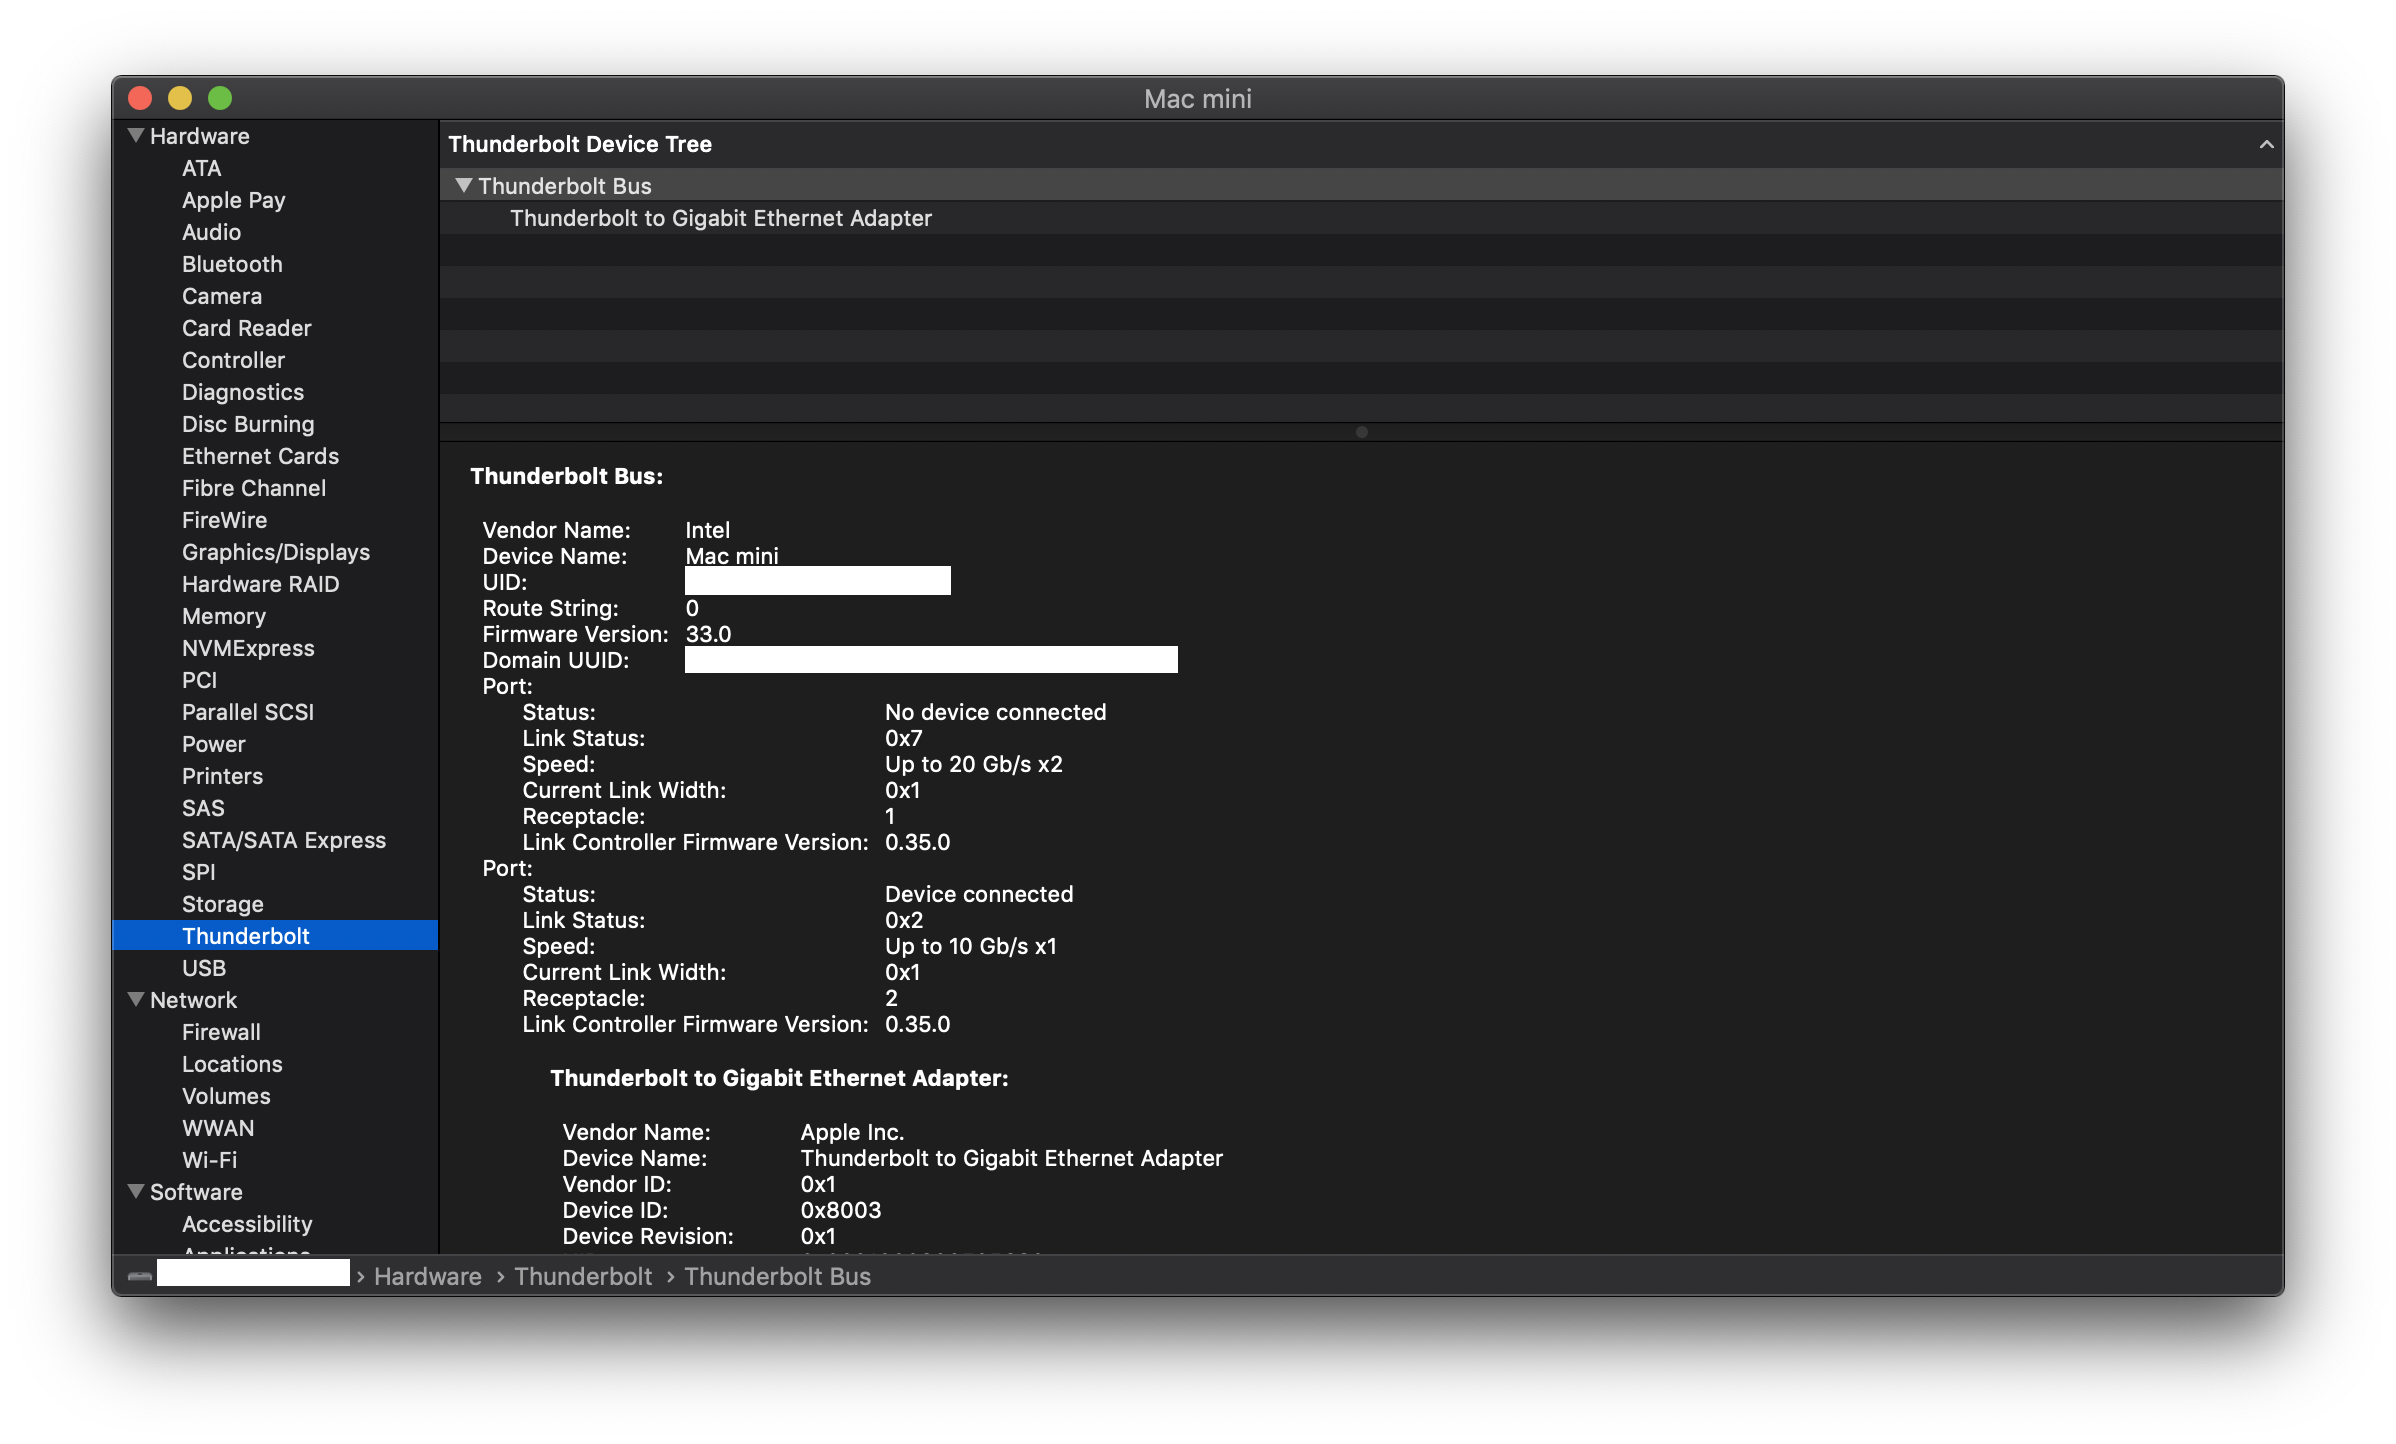 Mac mini
Hardware
ATA
Apple Pay
Audio
Bluetooth
Camera
Card Reader
Controller
Diagnostics
Disc Burning
Ethernet Cards
Fibre Channel
FireWire
Graphics/Displays
Hardware RAID
Memory
NVMExpress
PCI
Parallel SCSI
Power
Printers
SAS
SATA/SATA Express
SPI
Storage
Thunderbolt
USB
Network
Firewall
Locations
Volumes
WWAN
Wi-Fi
Software
Accessibility
Applications
Thunderbolt Device Tree
Thunderbolt Bus
Thunderbolt to Gigabit Ethernet Adapter
Thunderbolt Bus:
Vendor Name: Intel
Device Name: Mac mini
UID:
Route String: 0
Firmware Version: 33.0
Domain UUID:
Port:
Status: No device connected
Link Status: 0x7
Speed: Up to 20 Gb/s x2
Current Link Width: 0x1
Receptacle: 1
Link Controller Firmware Version: 0.35.0
Port:
Status: Device connected
Link Status: 0x2
Speed: Up to 10 Gb/s x1
Current Link Width: 0x1
Receptacle: 2
Link Controller Firmware Version: 0.35.0
Thunderbolt to Gigabit Ethernet Adapter:
Vendor Name: Apple Inc.
Device Name: Thunderbolt to Gigabit Ethernet Adapter
Vendor ID: 0x1
Device ID: 0x8003
Device Revision: 0x1
› Hardware › Thunderbolt › Thunderbolt Bus